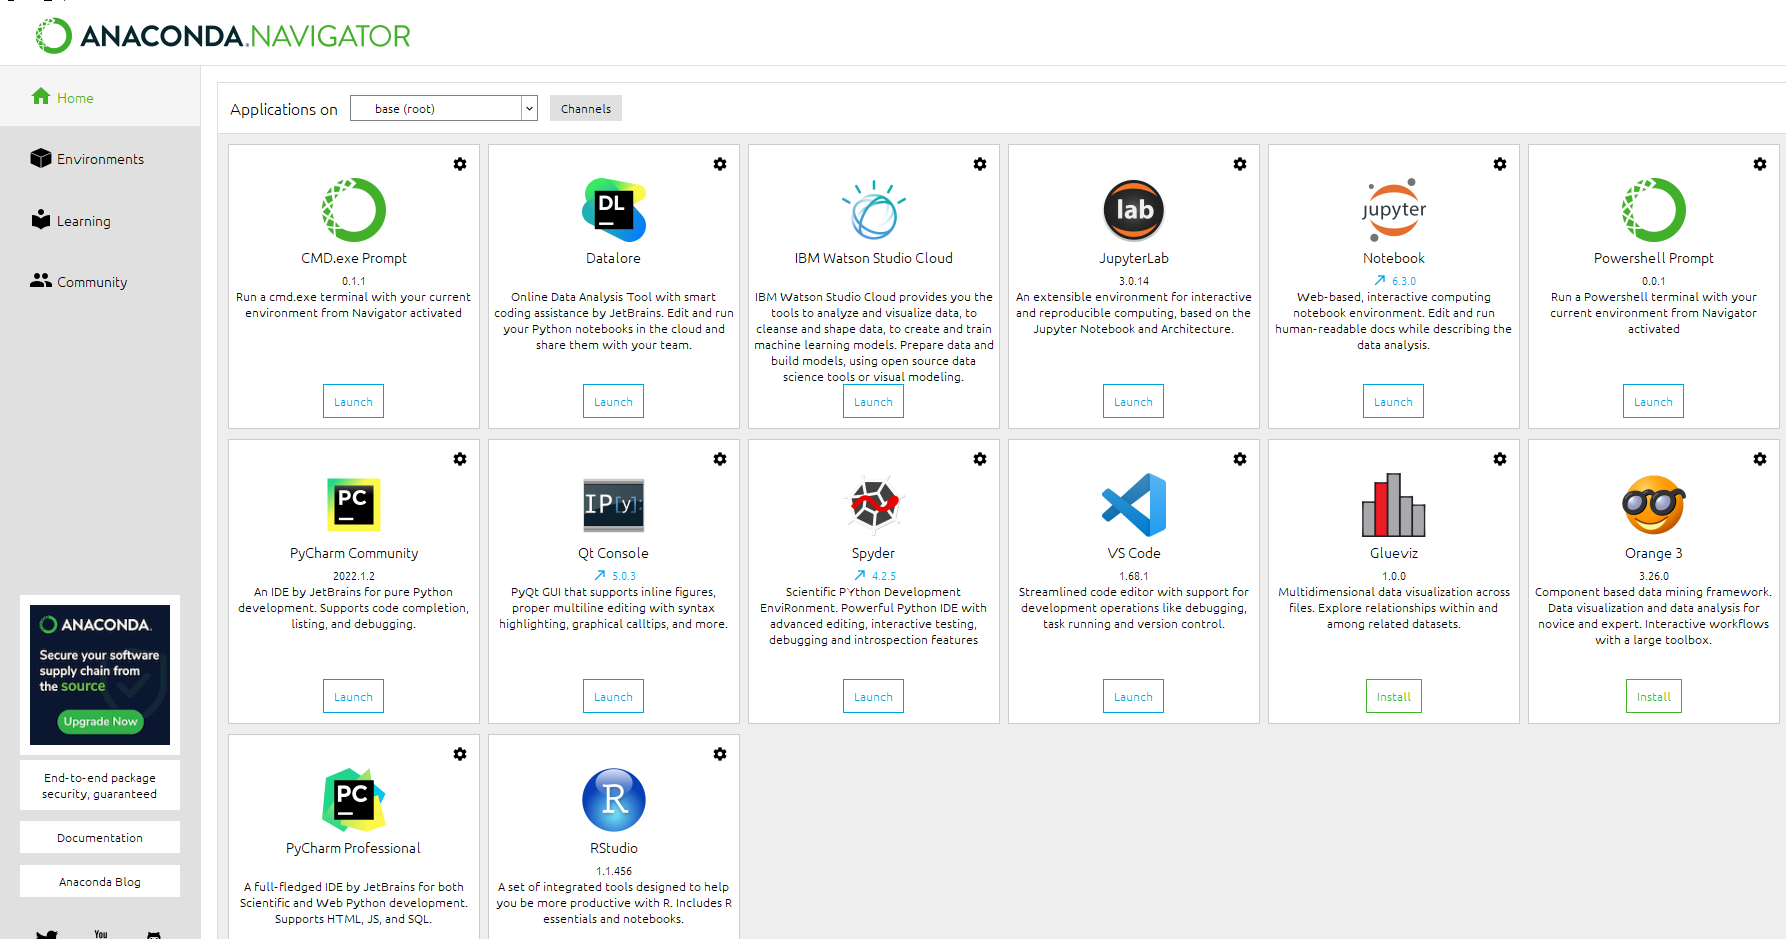 ANACONDA.NAVIGATOR
Home
Environments
Learning
Community
ANACONDA.
Secure your software
supply chain from
the source
Upgrade Now
End-to-end package
security, guaranteed
Documentation
Anaconda Blog
You
Applications on
base (root)
Channels
CMD.exe Prompt
0.1.1
Run a cmd.exe terminal with your current
environment from Navigator activated
Launch
DL
Datalore
Online Data Analysis Tool with smart
coding assistance by JetBrains. Edit and run
your Python notebooks in the cloud and
share them with your team.
Launch
IBM Watson Studio Cloud
IBM Watson Studio Cloud provides you the
tools to analyze and visualize data, to
cleanse and shape data, to create and train
machine learning models. Prepare data and
build models, using open source data
science tools or visual modeling.
Launch
lab
JupyterLab
3.0.14
An extensible environment for interactive
and reproducible computing, based on the
Jupyter Notebook and Architecture.
Launch
jupyter
Notebook
6.3.0
Web-based, interactive computing
notebook environment. Edit and run
human-readable docs while describing the
data analysis.
Launch
Powershell Prompt
0.0.1
Run a Powershell terminal with your
current environment from Navigator
activated
Launch
PC
PyCharm Community
2022.1.2
An IDE by JetBrains for pure Python
development. Supports code completion,
listing, and debugging.
Launch
IP[y]:
Qt Console
5.0.3
PyQt GUI that supports inline figures,
proper multiline editing with syntax
highlighting, graphical calltips, and more.
Launch
Spyder
4.2.5
Scientific PYthon Development
EnviRonment. Powerful Python IDE with
advanced editing, interactive testing,
debugging and introspection features
Launch
VS Code
1.68.1
Streamlined code editor with support for
development operations like debugging,
task running and version control.
Launch
Glueviz
1.0.0
Multidimensional data visualization across
files. Explore relationships within and
among related datasets.
Install
Orange 3
3.26.0
Component based data mining framework.
Data visualization and data analysis for
novice and expert. Interactive workflows
with a large toolbox.
Install
PC
PyCharm Professional
A full-fledged IDE by JetBrains for both
Scientific and Web Python development.
Supports HTML, JS, and SQL.
R
RStudio
1.1.456
A set of integrated tools designed to help
you be more productive with R. Includes R
essentials and notebooks.